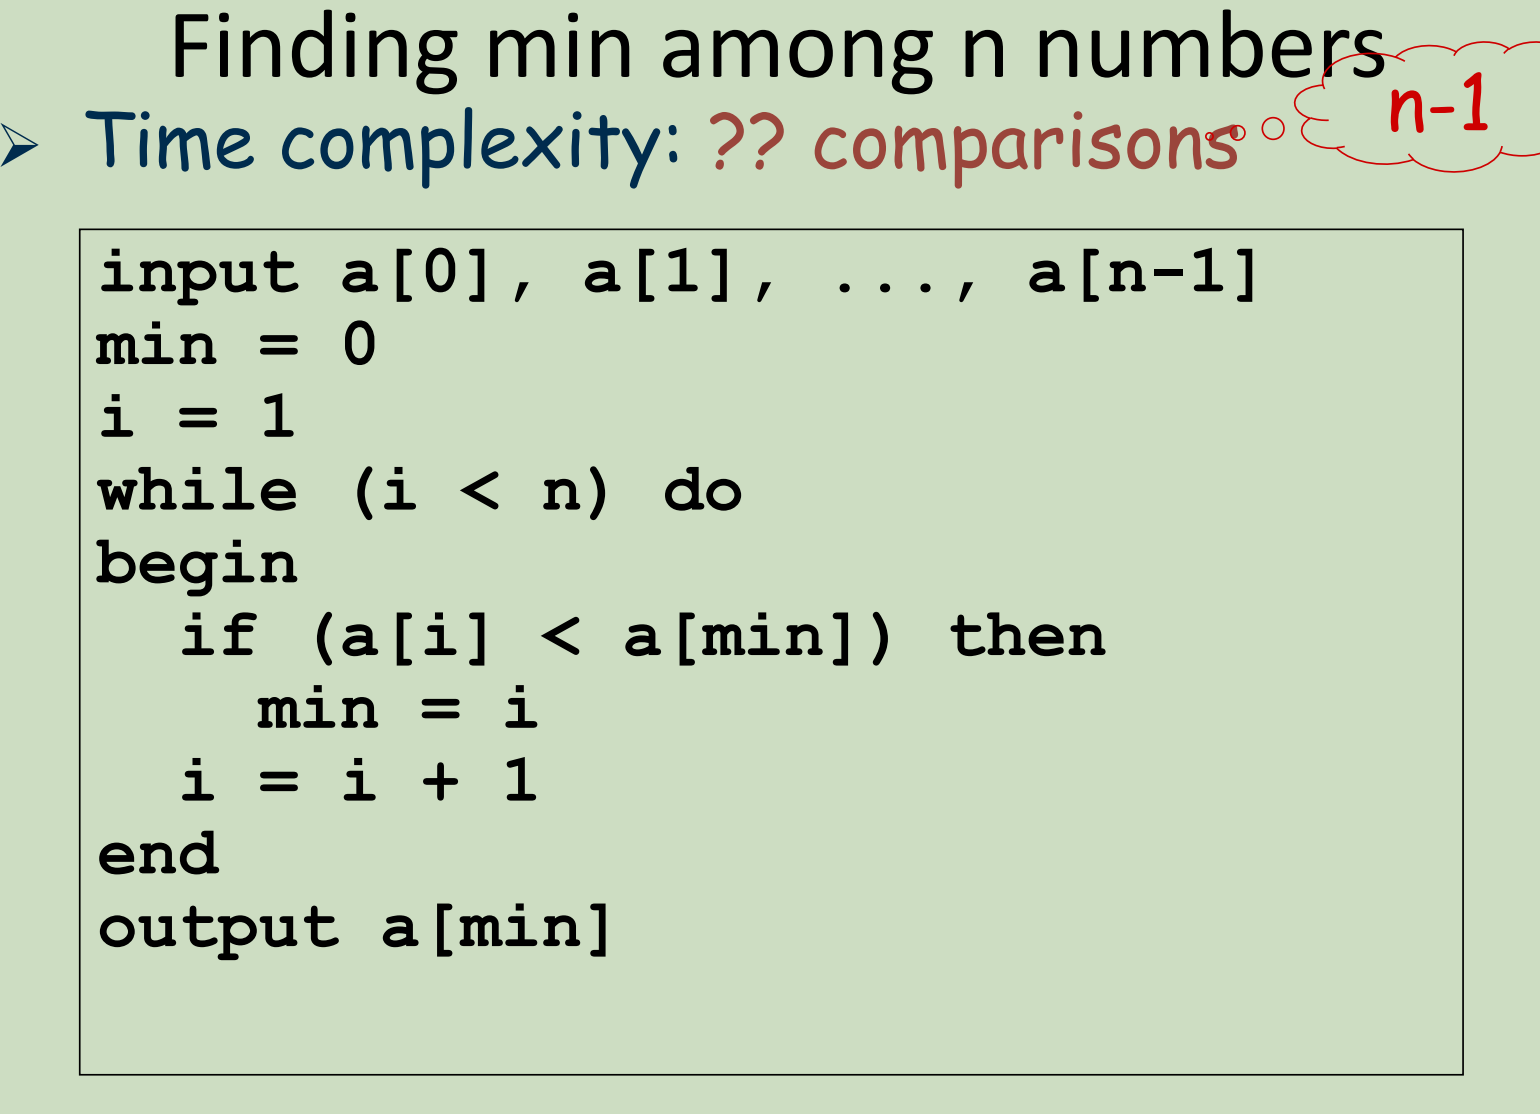 Finding min among n numbers
➢ Time complexity: ?? comparisons
n-1
input a[0], a[1], ..., a[n-1]
min = 0
i = 1
while (i < n) do
begin
if (a[i] < a[min]) then
min = i
i = i + 1
end
output a[min]